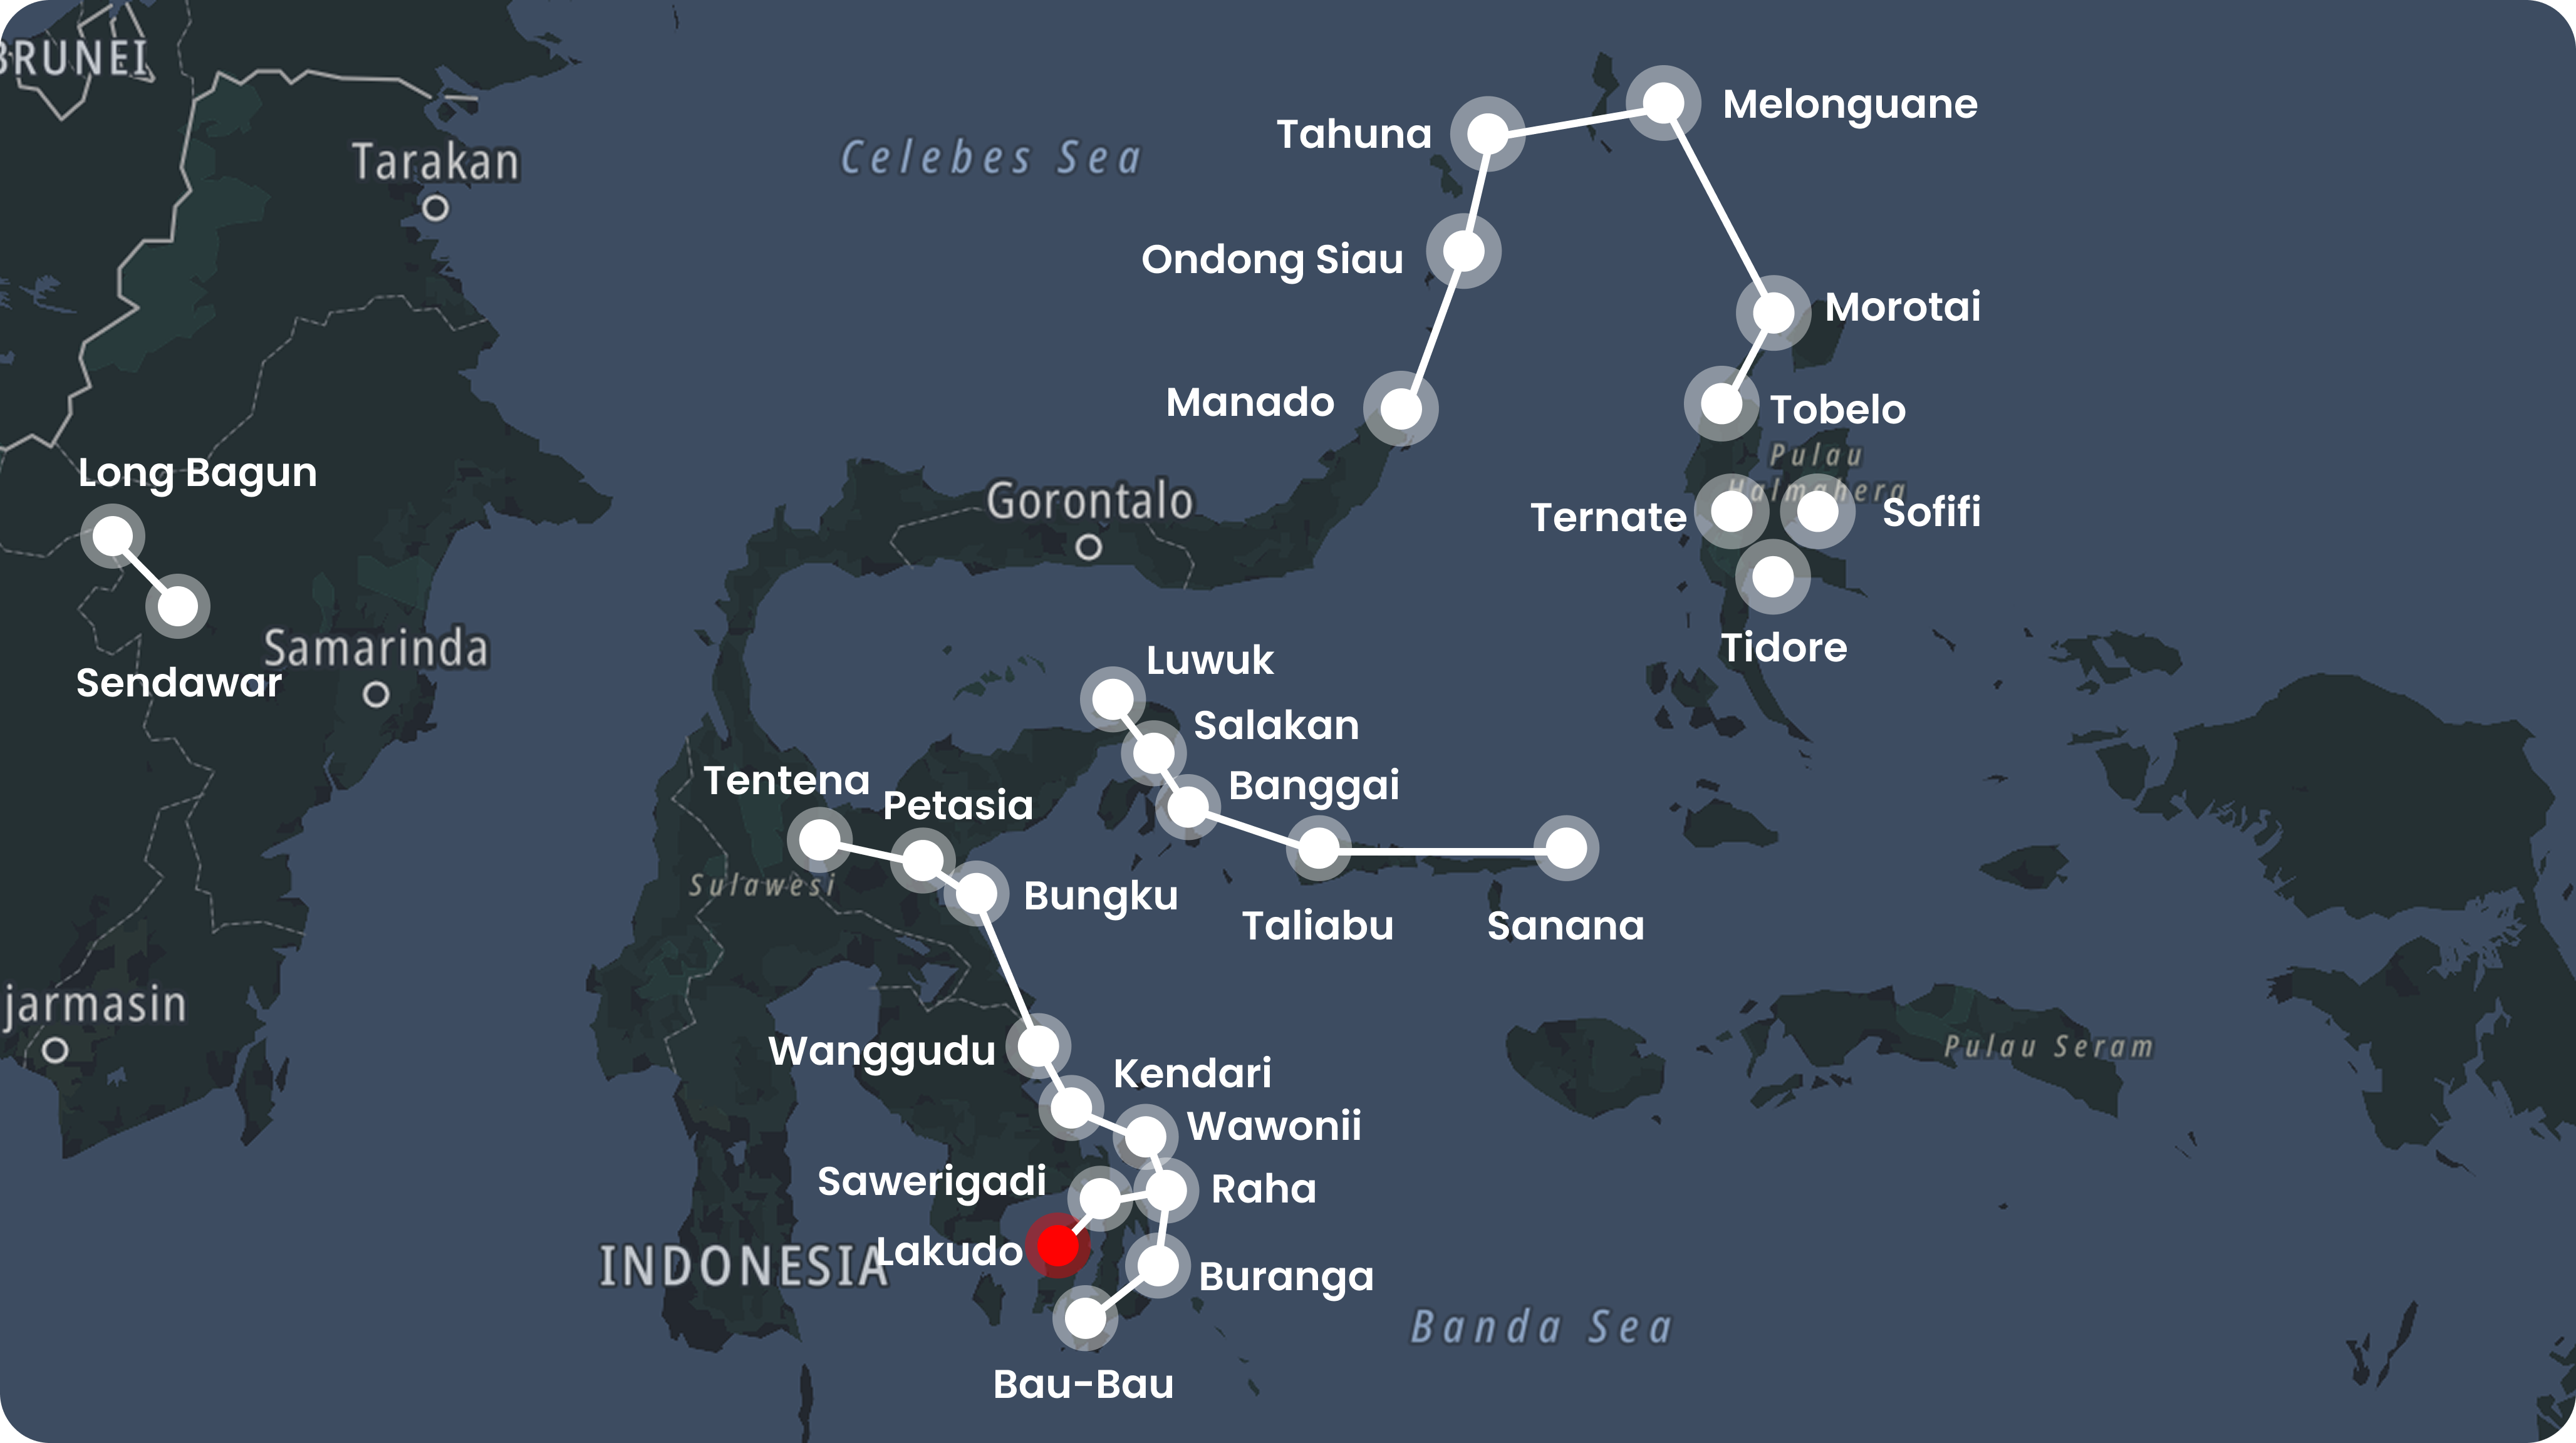 BRUNEI
Tarakan
Celebes Sea
Tahuna
Melonguane
Ondong Siau
Morotai
Manado
Tobelo
Pulau
Halmahera
Long Bagun
Gorontalo
Ternate
Sofifi
Samarinda
Tidore
Sendawar
Luwuk
Salakan
Tentena
Petasia
Banggai
Sulawesi
Bungku
Taliabu
Sanana
jarmasin
Wanggudu
Kendari
Pulau Seram
Wawonii
Sawerigadi
Raha
INDONESIA
Lakudo
Buranga
Banda Sea
Bau-Bau